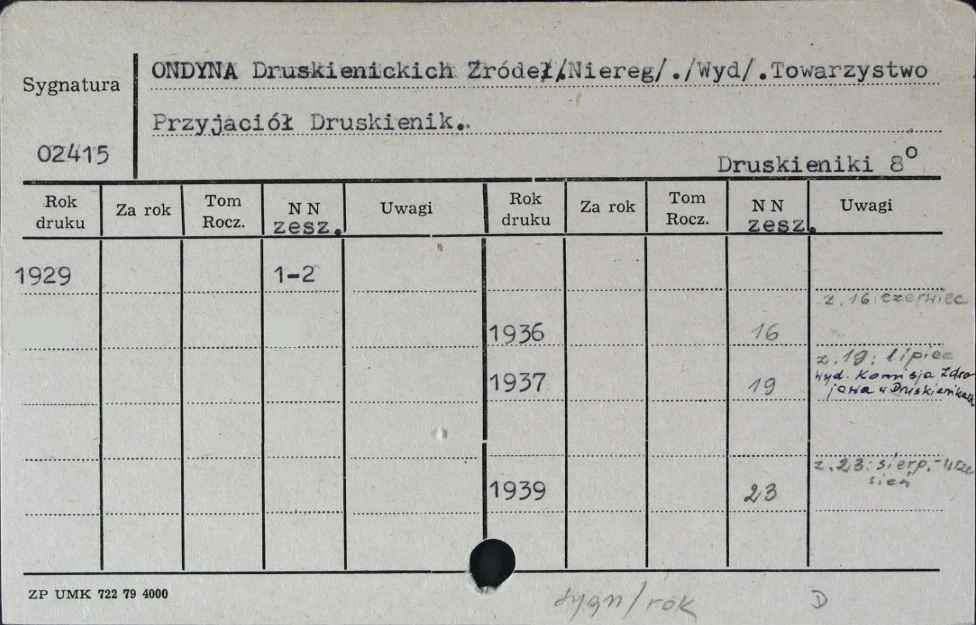 Sygnatura
02415
ONDYNA Druskienickich Zródeł/Niereg/./Wyd/.Towarzystwo
Przyjaciół Druskienik.
Druskieniki 8°
Rok druku Za rok Tom Rocz. NN zesz. Uwagi Rok druku Za rok Tom Rocz. NN zesz. Uwagi
1929 1-2
z. 16 czerwiec
1936 16
z. 19: lipiec
1937 19 wyd. Komisja Zdro
jowa w Druskienikach
z. 23: sierp.-wrze
sień
1939 23
ZP UMK 722 79 4000
sygn/rok D